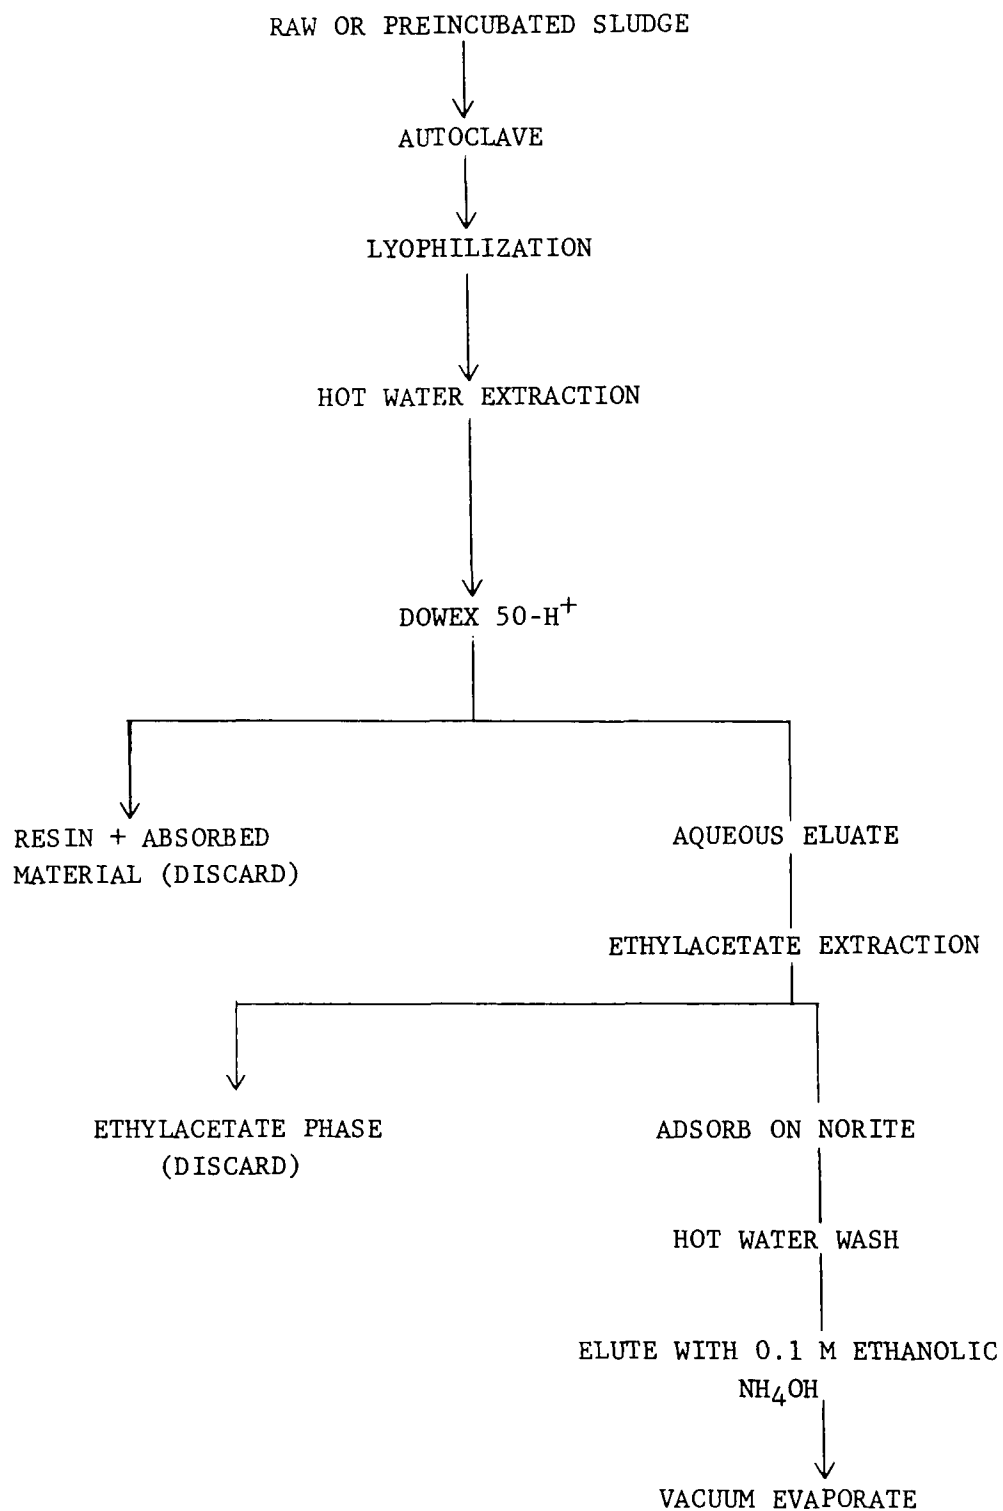 RAW OR PREINCUBATED SLUDGE
AUTOCLAVE
LYOPHILIZATION
HOT WATER EXTRACTION
DOWEX 50-H⁺
RESIN + ABSORBED
MATERIAL (DISCARD)
AQUEOUS ELUATE
ETHYLACETATE EXTRACTION
ETHYLACETATE PHASE
(DISCARD)
ADSORB ON NORITE
HOT WATER WASH
ELUTE WITH 0.1 M ETHANOLIC
NH₄OH
VACUUM EVAPORATE